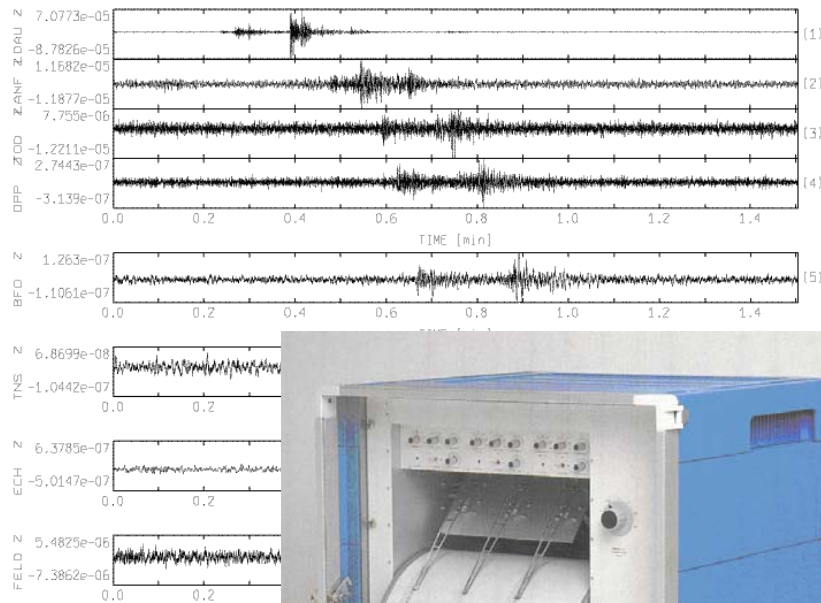 DAU Z 7.0773e-05 [1]
-8.7826e-05
ANF Z 1.1682e-05 [2]
-1.1877e-05
TOD Z 7.755e-06 [3]
-1.2211e-05
OPP Z 2.7443e-07 [4]
-3.139e-07
0.0 0.2 0.4 0.6 0.8 1.0 1.2 1.4
TIME [min]
BFO Z 1.263e-07 [5]
-1.1061e-07
0.0 0.2 0.4 0.6 0.8 1.0 1.2 1.4
TNS Z 6.8699e-08
-1.0442e-07
0.0 0.2
ECH Z 6.3785e-07
-5.0147e-07
0.0 0.2
FELD Z 5.4825e-06
-7.3862e-06
0.0 0.2